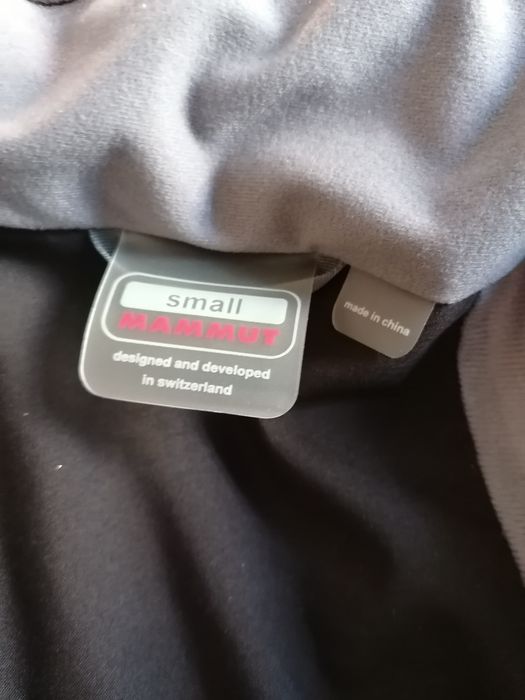 small
MAMMUT
designed and developed
in switzerland
made in china